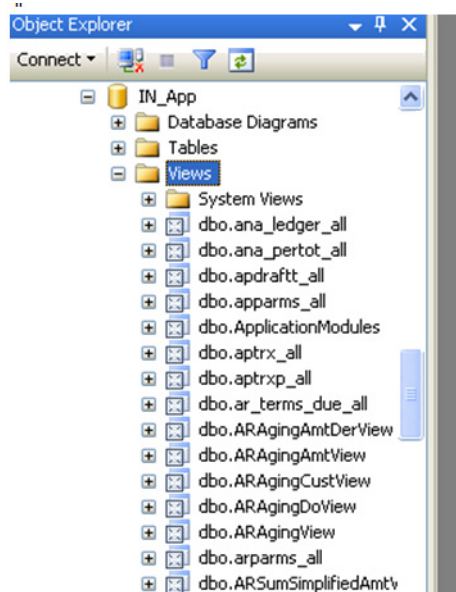 Object Explorer
Connect
IN_App
Database Diagrams
Tables
Views
System Views
dbo.ana_ledger_all
dbo.ana_pertot_all
dbo.apdraftt_all
dbo.apparms_all
dbo.ApplicationModules
dbo.aptrx_all
dbo.aptrxp_all
dbo.ar_terms_due_all
dbo.ARAgingAmtDerView
dbo.ARAgingAmtView
dbo.ARAgingCustView
dbo.ARAgingDoView
dbo.ARAgingView
dbo.arparms_all
dbo.ARSumSimplifiedAmtV